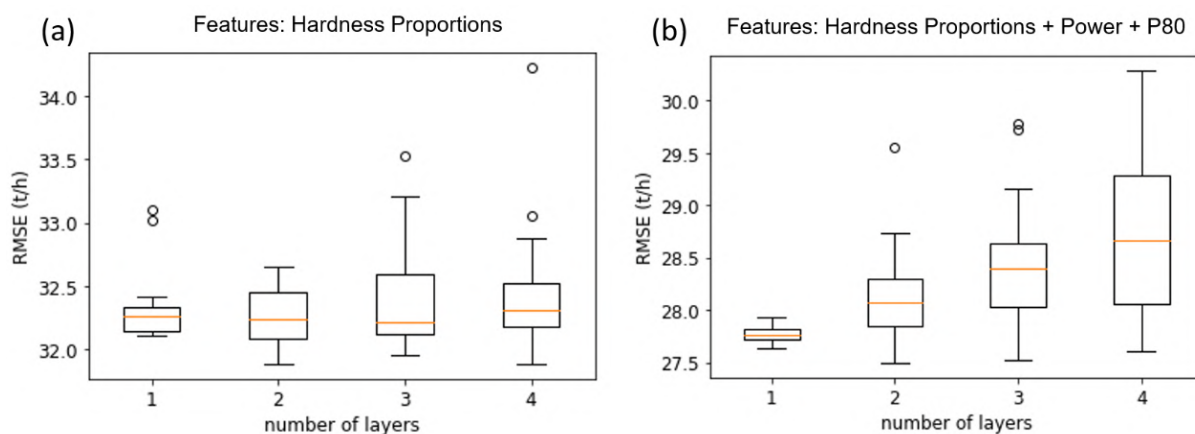 (a)
Features: Hardness Proportions
34.0
33.5
33.0
32.5
32.0
RMSE (t/h)
1 2 3 4
number of layers
(b)
Features: Hardness Proportions + Power + P80
30.0
29.5
29.0
28.5
28.0
27.5
RMSE (t/h)
1 2 3 4
number of layers